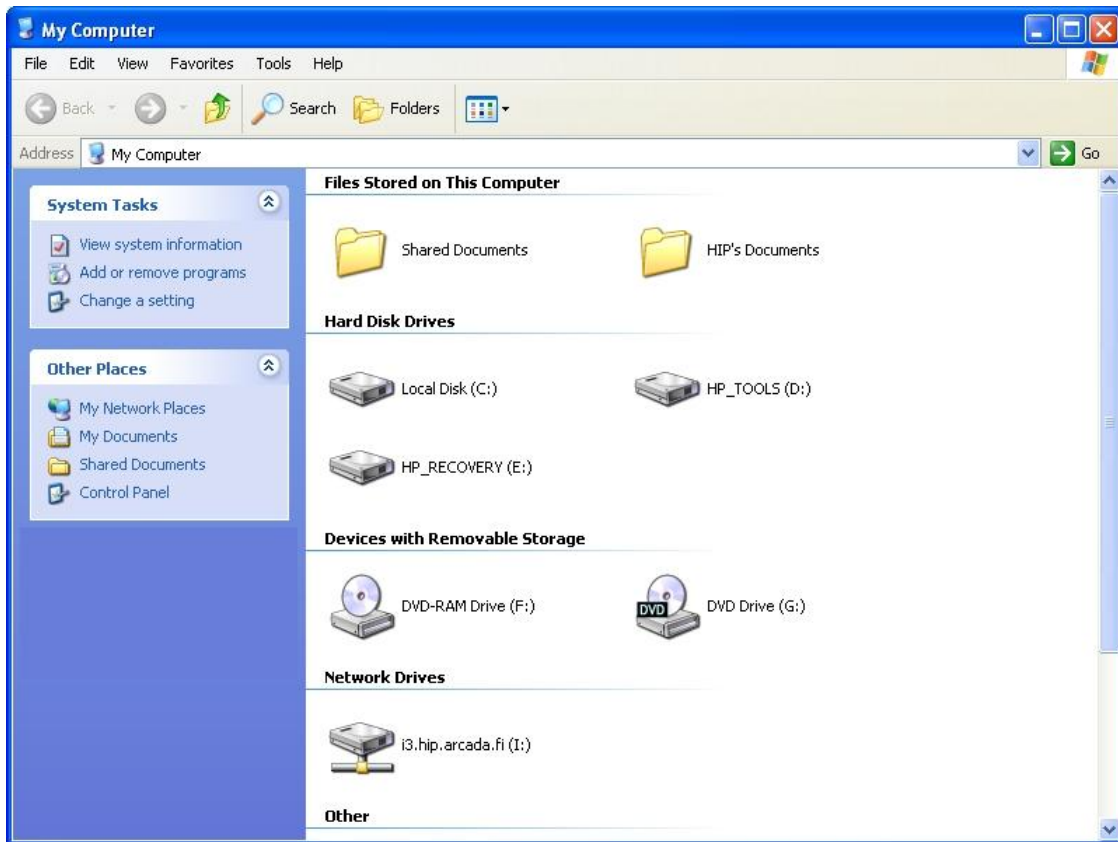 My Computer
File Edit View Favorites Tools Help
Back Search Folders
Address My Computer Go
System Tasks
View system information
Add or remove programs
Change a setting
Other Places
My Network Places
My Documents
Shared Documents
Control Panel
Files Stored on This Computer
Shared Documents HIP's Documents
Hard Disk Drives
Local Disk (C:) HP_TOOLS (D:)
HP_RECOVERY (E:)
Devices with Removable Storage
DVD-RAM Drive (F:) DVD DVD Drive (G:)
Network Drives
i3.hip.arcada.fi (I:)
Other